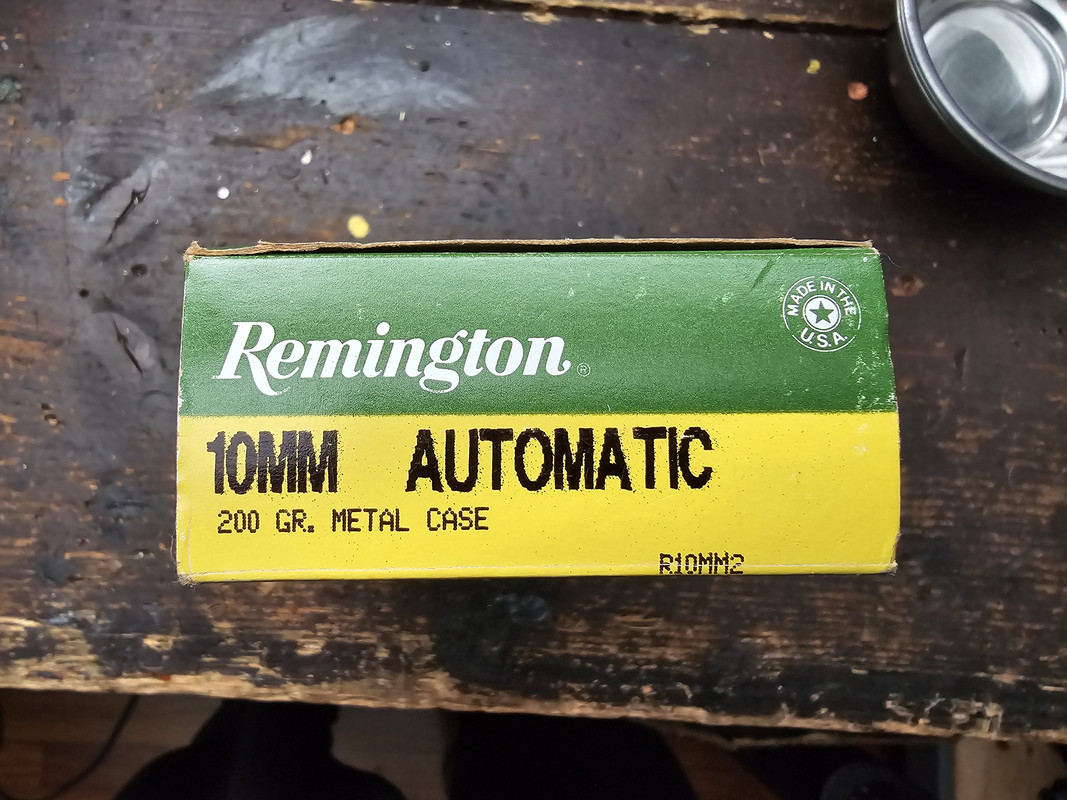 MADE IN THE
U.S.A.
Remington®
10MM AUTOMATIC
200 GR. METAL CASE
R10MM2